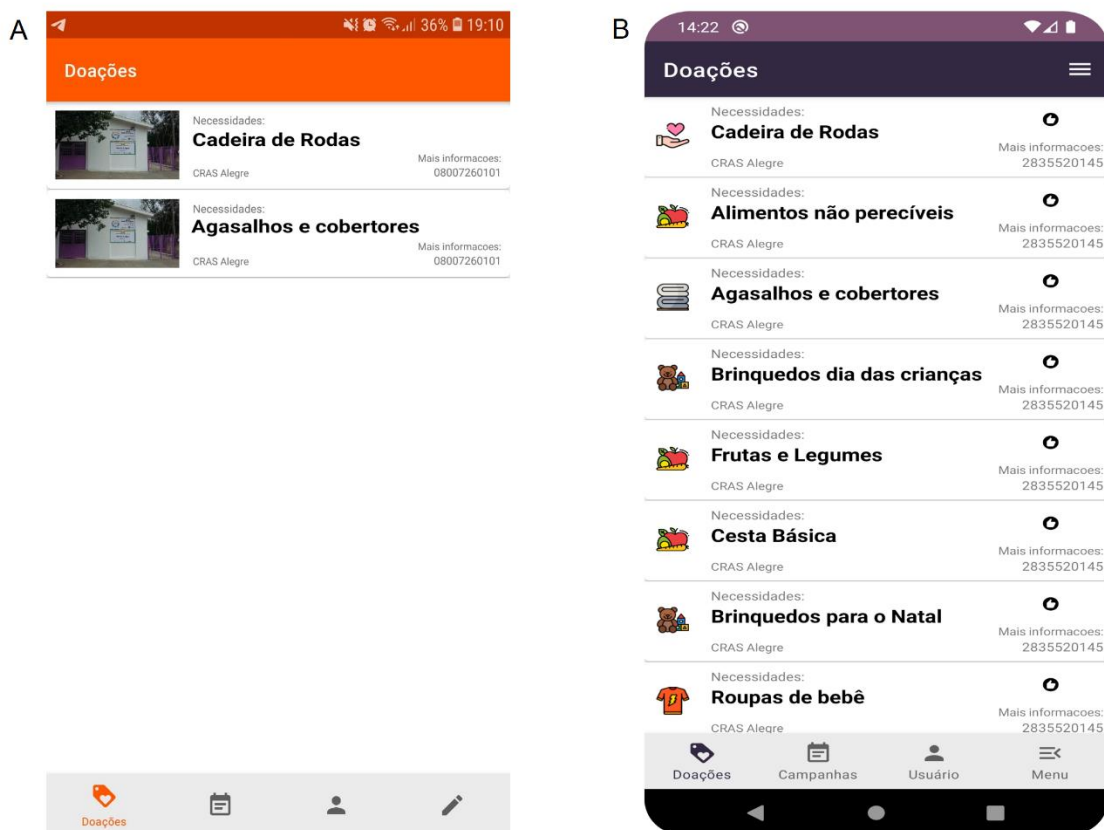 A
36% 19:10
Doações
Necessidades:
Cadeira de Rodas
CRAS Alegre
Mais informacoes:
08007260101
Necessidades:
Agasalhos e cobertores
CRAS Alegre
Mais informacoes:
08007260101
Doações
B
14:22
Doações
Necessidades:
Cadeira de Rodas
CRAS Alegre
Mais informacoes:
2835520145
Necessidades:
Alimentos não perecíveis
CRAS Alegre
Mais informacoes:
2835520145
Necessidades:
Agasalhos e cobertores
CRAS Alegre
Mais informacoes:
2835520145
Necessidades:
Brinquedos dia das crianças
CRAS Alegre
Mais informacoes:
2835520145
Necessidades:
Frutas e Legumes
CRAS Alegre
Mais informacoes:
2835520145
Necessidades:
Cesta Básica
CRAS Alegre
Mais informacoes:
2835520145
Necessidades:
Brinquedos para o Natal
CRAS Alegre
Mais informacoes:
2835520145
Necessidades:
Roupas de bebê
CRAS Alegre
Mais informacoes:
2835520145
Doações
Campanhas
Usuário
Menu